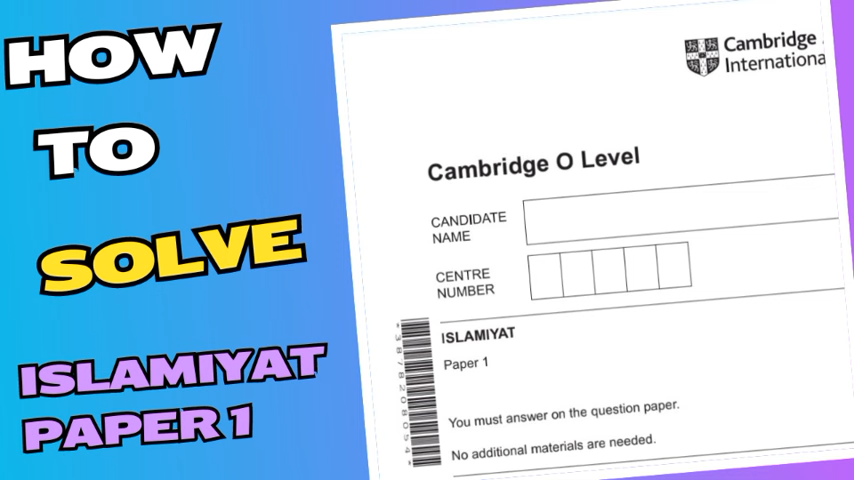 HOW
TO
SOLVE
ISLAMIYAT
PAPER 1
Cambridge
Internationa
Cambridge O Level
CANDIDATE
NAME
CENTRE
NUMBER
ISLAMIYAT
Paper 1
You must answer on the question paper.
No additional materials are needed.